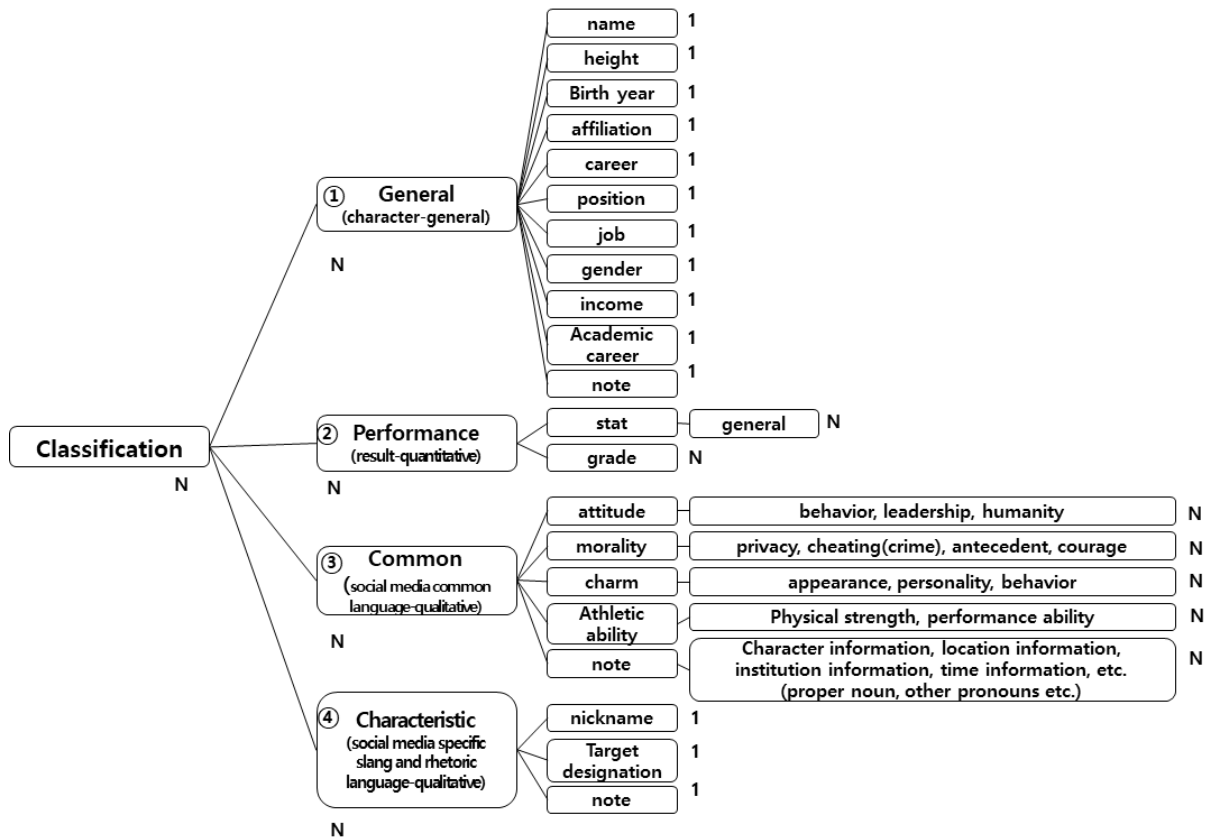 name 1
height 1
Birth year 1
affiliation 1
career 1
① General
(character-general)
position 1
job 1
N
gender 1
income 1
Academic
career 1
note 1
Classification
N
② Performance
(result-quantitative)
N
stat
general N
grade N
③ Common
(social media common
language-qualitative)
N
attitude
behavior, leadership, humanity N
morality
privacy, cheating(crime), antecedent, courage N
charm
appearance, personality, behavior N
Athletic
ability
Physical strength, performance ability N
note
Character information, location information,
institution information, time information, etc.
(proper noun, other pronouns etc.)
N
④ Characteristic
(social media specific
slang and rhetoric
language-qualitative)
N
nickname 1
Target
designation 1
note 1